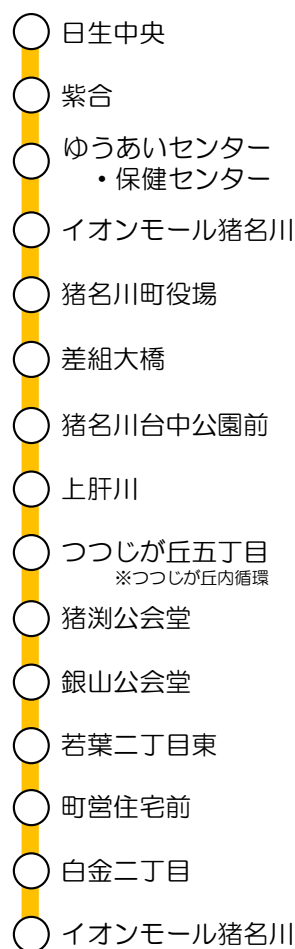 日生中央
紫合
ゆうあいセンター
・保健センター
イオンモール猪名川
猪名川町役場
差組大橋
猪名川台中公園前
上肝川
つつじが丘五丁目
※つつじが丘内循環
猪渕公会堂
銀山公会堂
若葉二丁目東
町営住宅前
白金二丁目
イオンモール猪名川